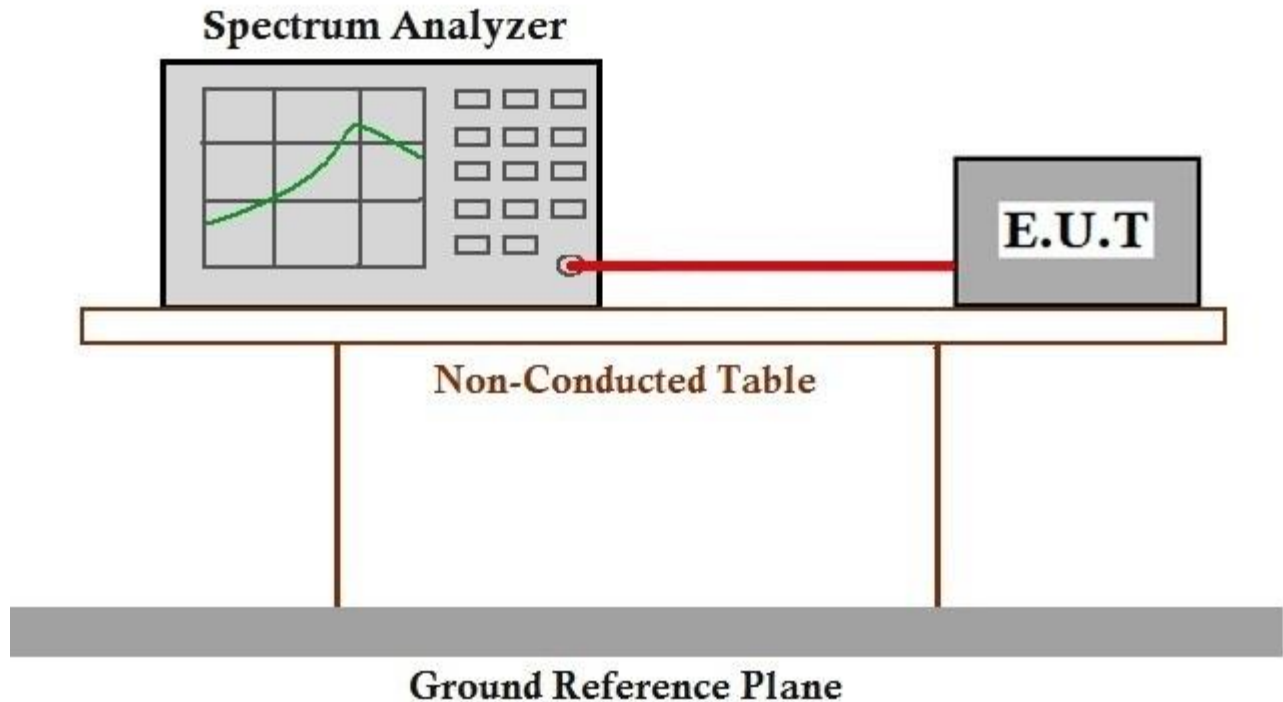 Spectrum Analyzer
E.U.T
Non-Conducted Table
Ground Reference Plane